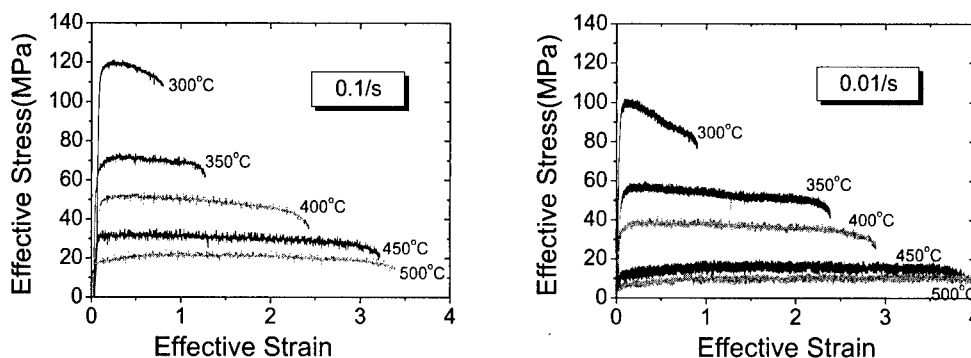 Effective Stress(MPa)
140
120
100
80
60
40
20
0
0.1/s
300°C
350°C
400°C
450°C
500°C
0 1 2 3 4
Effective Strain
Effective Stress(MPa)
140
120
100
80
60
40
20
0
0.01/s
300°C
350°C
400°C
450°C
500°C
0 1 2 3 4
Effective Strain